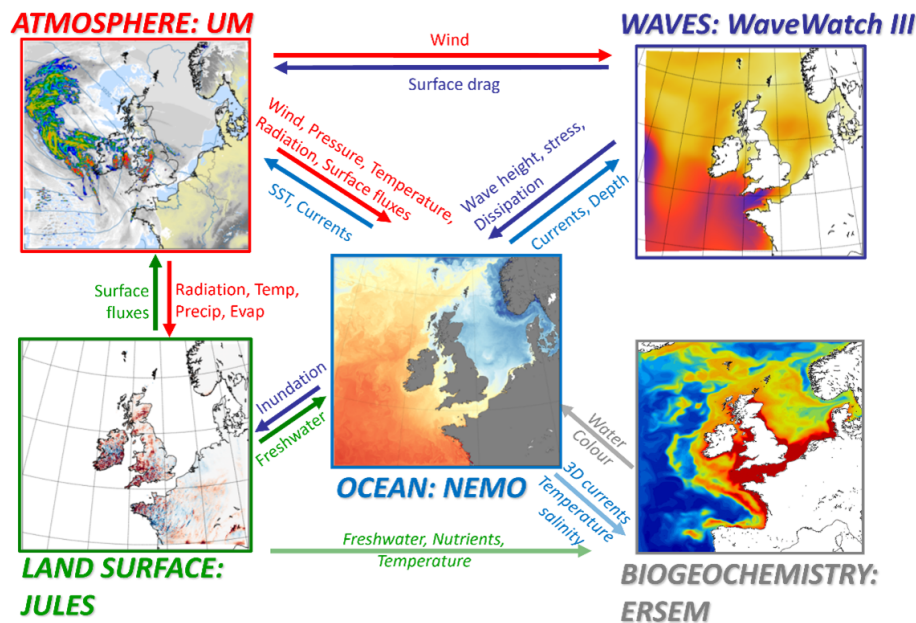 ATMOSPHERE: UM
WAVES: WaveWatch III
Wind
Surface drag
Wind, Pressure, Temperature,
Radiation, Surface fluxes
SST, Currents
Wave height, stress,
Dissipation
Currents, Depth
Surface
fluxes
Radiation, Temp,
Precip, Evap
Inundation
Freshwater
OCEAN: NEMO
Water
Colour
3D currents
Temperature
salinity
Freshwater, Nutrients,
Temperature
LAND SURFACE:
JULES
BIOGEOCHEMISTRY:
ERSEM